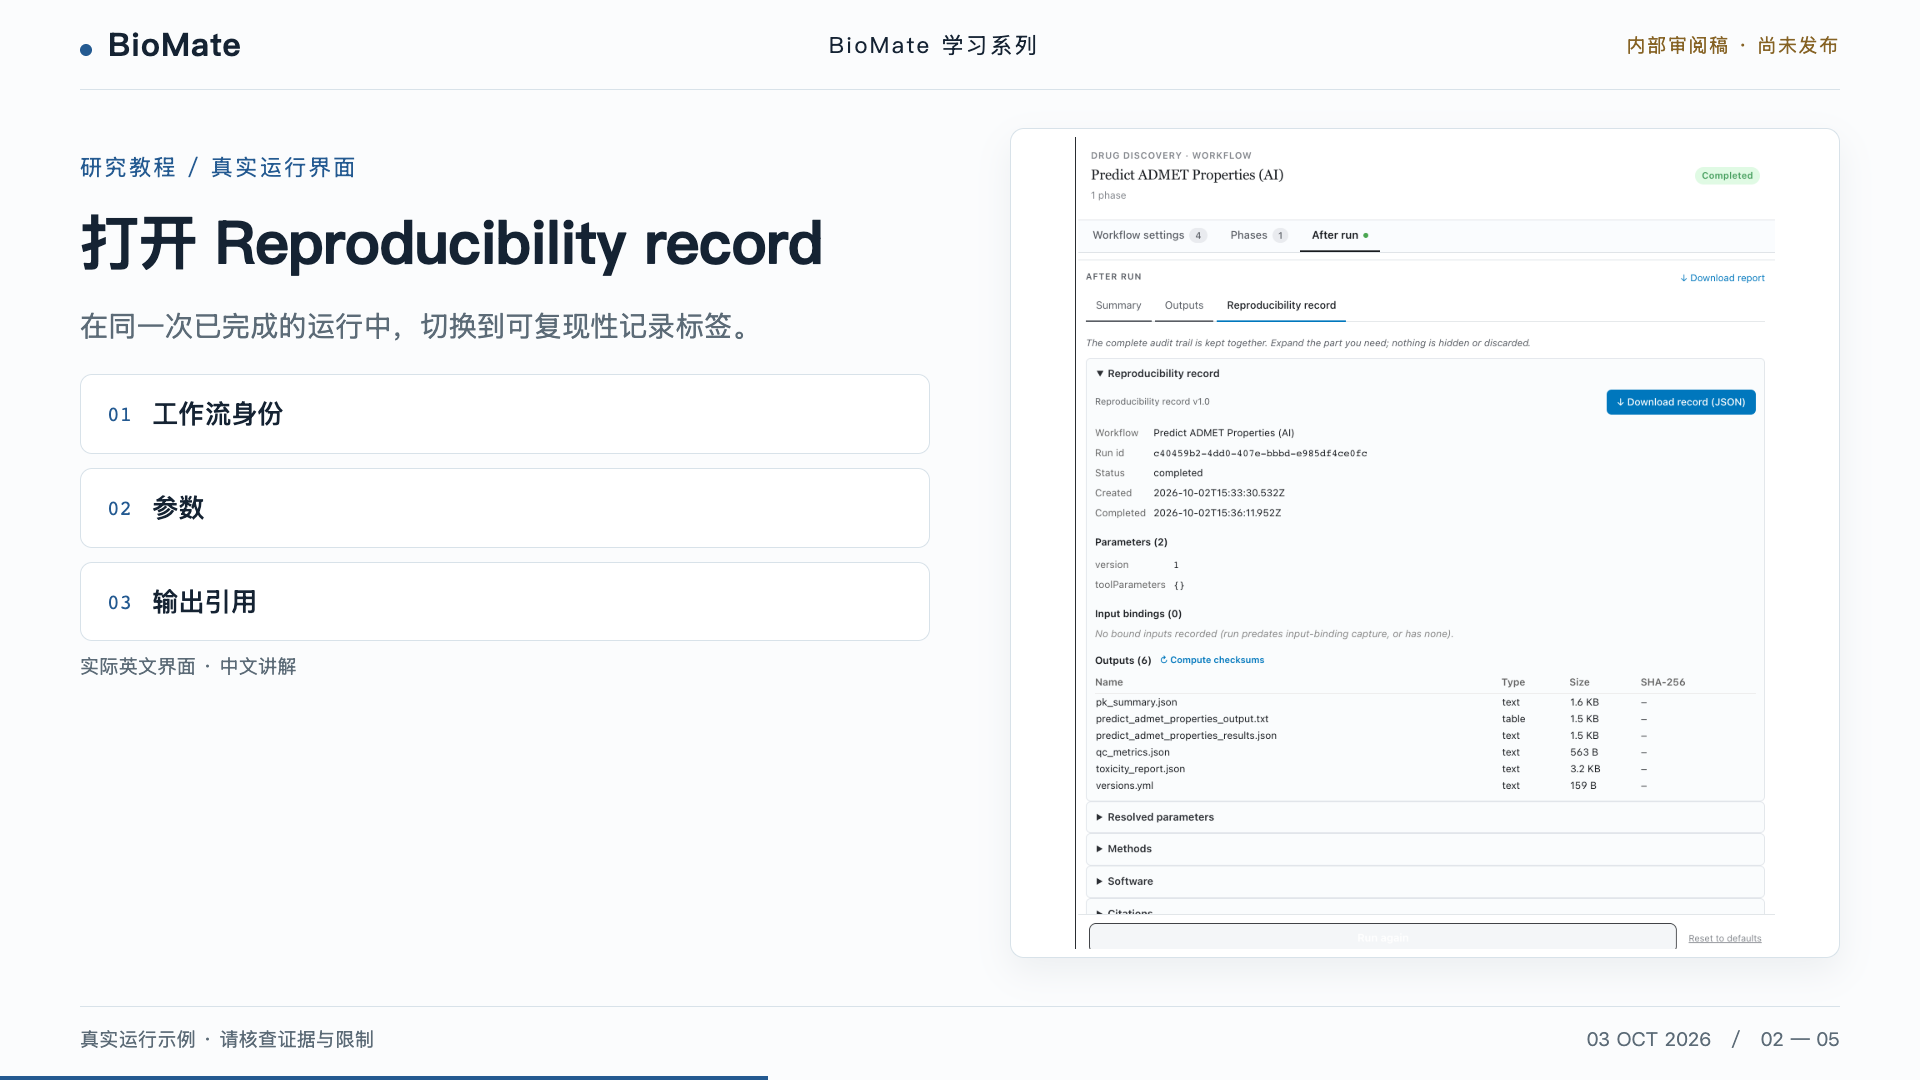 BioMate
BioMate 学习系列
内部审阅稿 · 尚未发布
研究教程 / 真实运行界面
打开 Reproducibility record
在同一次已完成的运行中，切换到可复现性记录标签。
01 工作流身份
02 参数
03 输出引用
实际英文界面 · 中文讲解
DRUG DISCOVERY · WORKFLOW
Predict ADMET Properties (AI)
Completed
1 phase
Workflow settings 4 Phases 1 After run
AFTER RUN
↓ Download report
Summary Outputs Reproducibility record
The complete audit trail is kept together. Expand the part you need; nothing is hidden or discarded.
▼ Reproducibility record
Reproducibility record v1.0
↓ Download record (JSON)
Workflow Predict ADMET Properties (AI)
Run id c40459b2-4dd0-407e-bbbd-e985df4ce0fc
Status completed
Created 2026-10-02T15:33:30.532Z
Completed 2026-10-02T15:36:11.952Z
Parameters (2)
version 1
toolParameters {}
Input bindings (0)
No bound inputs recorded (run predates input-binding capture, or has none).
Outputs (6) ↻ Compute checksums
Name Type Size SHA-256
pk_summary.json text 1.6 KB –
predict_admet_properties_output.txt table 1.5 KB –
predict_admet_properties_results.json text 1.5 KB –
qc_metrics.json text 563 B –
toxicity_report.json text 3.2 KB –
versions.yml text 159 B –
▶ Resolved parameters
▶ Methods
▶ Software
▶ Citations
Run again
Reset to defaults
真实运行示例 · 请核查证据与限制
03 OCT 2026 / 02 — 05